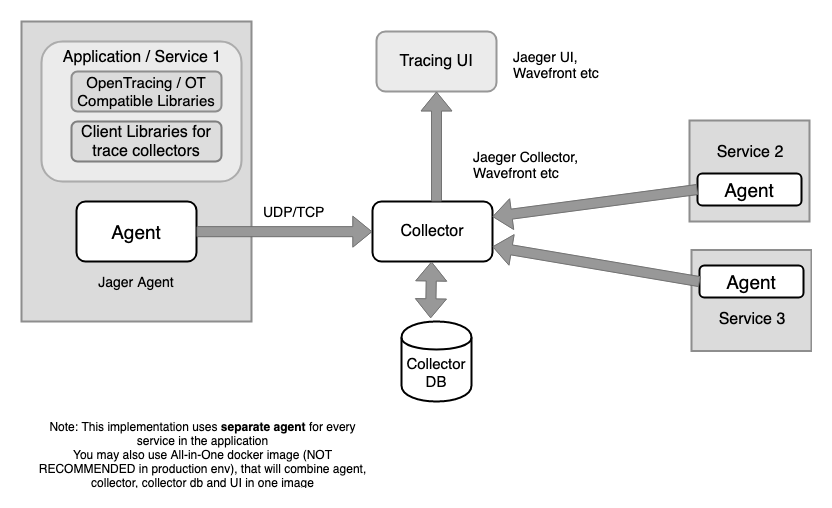 Application / Service 1
OpenTracing / OT
Compatible Libraries
Client Libraries for
trace collectors
Agent
Jager Agent
UDP/TCP
Tracing UI
Jaeger UI,
Wavefront etc
Jaeger Collector,
Wavefront etc
Collector
Collector
DB
Service 2
Agent
Agent
Service 3
Note: This implementation uses separate agent for every
service in the application
You may also use All-in-One docker image (NOT
RECOMMENDED in production env), that will combine agent,
collector, collector db and UI in one image